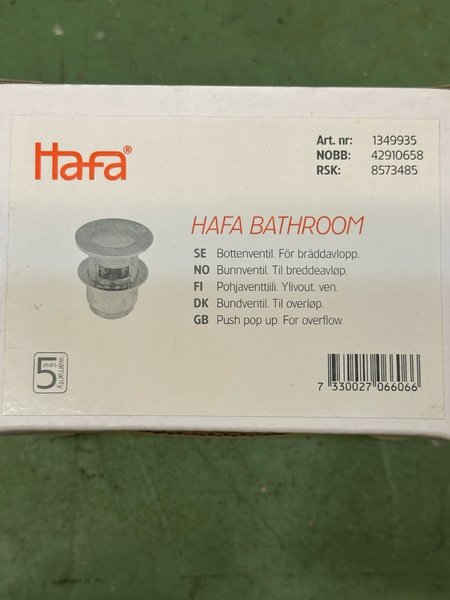 Hafa®
Art. nr: 1349935
NOBB: 42910658
RSK: 8573485
HAFA BATHROOM
SE Bottenventil. För bräddavlopp.
NO Bunnventil. Til breddeavløp.
FI Pohjaventtiili. Ylivout. ven.
DK Bundventil. Til overløp.
GB Push pop up. For overflow.
5 years warranty
7 330027 066066